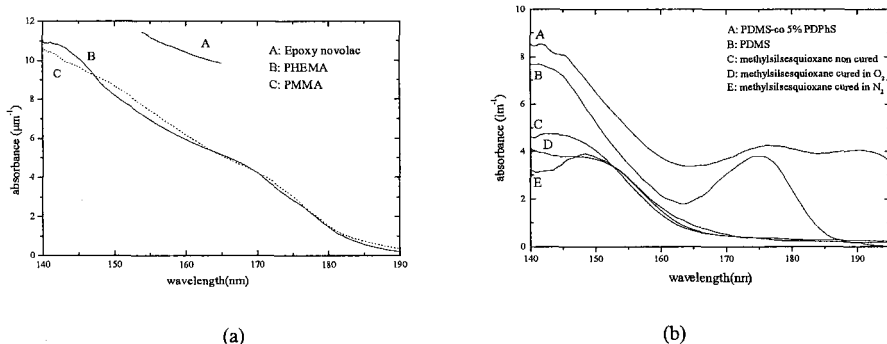 (a)
A
B
C
A: Epoxy novolac
B: PHEMA
C: PMMA
absorbance (μm⁻¹)
12
10
8
6
4
2
0
140 150 160 170 180 190
wavelength(nm)
(a)
(b)
A
B
C
D
E
A: PDMS-co 5% PDPhS
B: PDMS
C: methylsilsesquioxane non cured
D: methylsilsesquioxane cured in O₂
E: methylsilsesquioxane cured in N₂
absorbance (ìm⁻¹)
10
8
6
4
2
0
140 150 160 170 180 190
wavelength(nm)
(b)